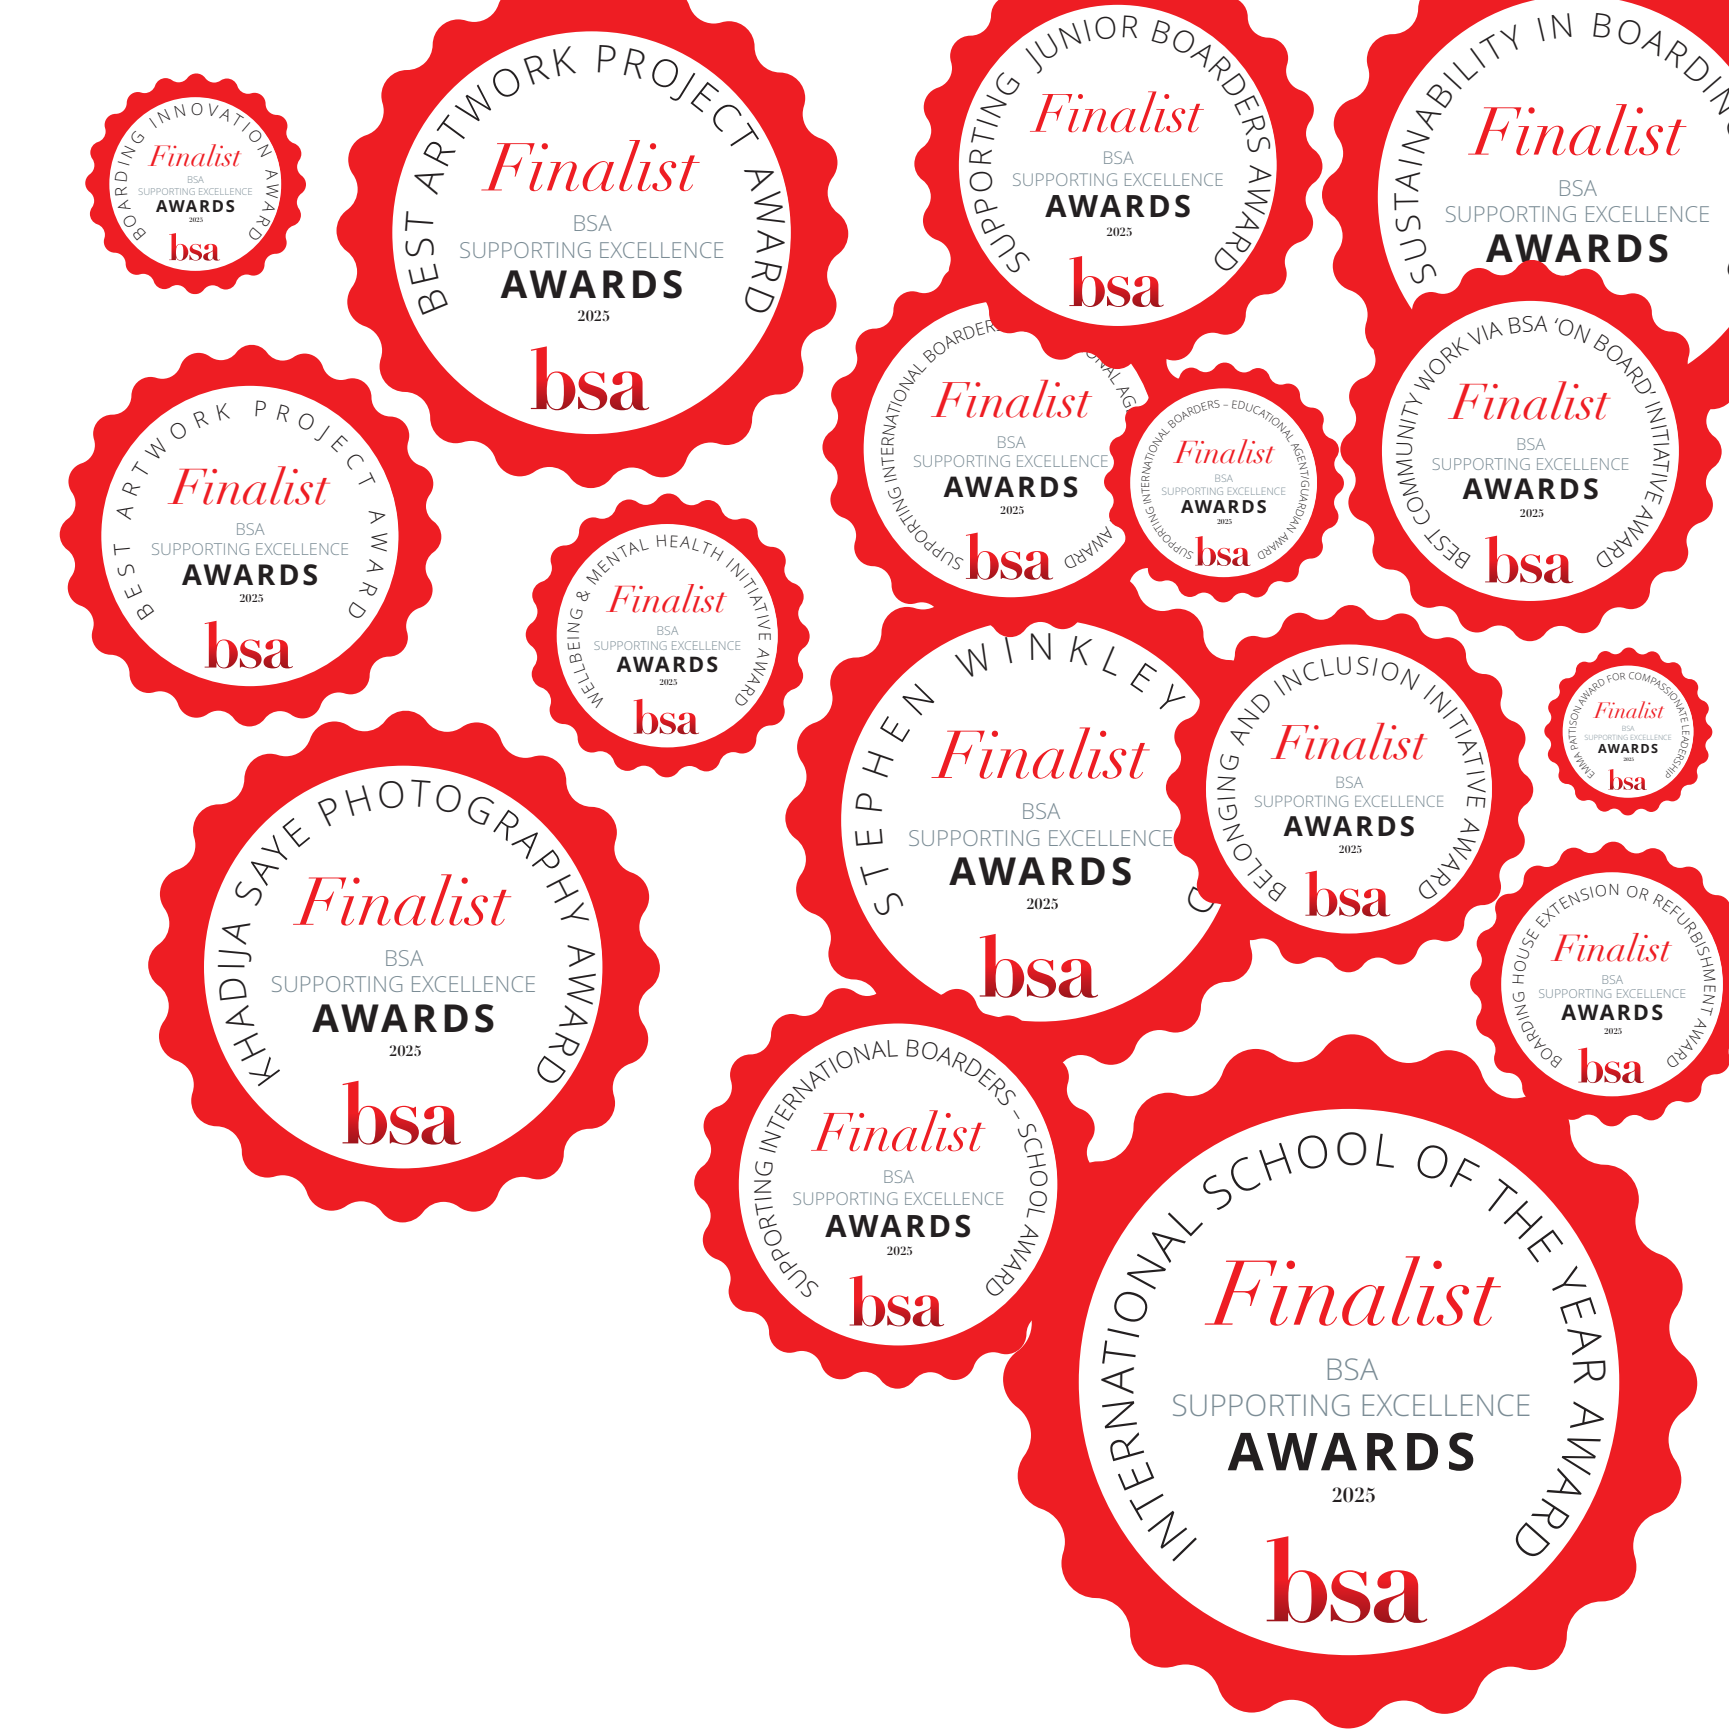 BOARDING INNOVATION AWARD
Finalist
BSA
SUPPORTING EXCELLENCE
AWARDS
2025
bsa
BEST ARTWORK PROJECT AWARD
Finalist
BSA
SUPPORTING EXCELLENCE
AWARDS
2025
bsa
SUPPORTING JUNIOR BOARDERS AWARD
Finalist
BSA
SUPPORTING EXCELLENCE
AWARDS
2025
bsa
SUSTAINABILITY IN BOARDING
Finalist
BSA
SUPPORTING EXCELLENCE
AWARDS
BEST ARTWORK PROJECT AWARD
Finalist
BSA
SUPPORTING EXCELLENCE
AWARDS
2025
bsa
SUPPORTING INTERNATIONAL BOARDERS AWARD
Finalist
BSA
SUPPORTING EXCELLENCE
AWARDS
2025
bsa
SUPPORTING INTERNATIONAL BOARDERS – EDUCATIONAL AGENT/GUARDIAN AWARD
Finalist
BSA
SUPPORTING EXCELLENCE
AWARDS
2025
bsa
BEST COMMUNITY WORK VIA BSA ‘ON BOARD’ INITIATIVE AWARD
Finalist
BSA
SUPPORTING EXCELLENCE
AWARDS
2025
bsa
WELLBEING & MENTAL HEALTH INITIATIVE AWARD
Finalist
BSA
SUPPORTING EXCELLENCE
AWARDS
2025
bsa
STEPHEN WINKLEY
Finalist
BSA
SUPPORTING EXCELLENCE
AWARDS
2025
bsa
BELONGING AND INCLUSION INITIATIVE AWARD
Finalist
BSA
SUPPORTING EXCELLENCE
AWARDS
2025
bsa
EMMA PATTISON AWARD FOR COMPASSIONATE LEADERSHIP
Finalist
BSA
SUPPORTING EXCELLENCE
AWARDS
2025
bsa
KHADIJA SAYE PHOTOGRAPHY AWARD
Finalist
BSA
SUPPORTING EXCELLENCE
AWARDS
2025
bsa
BOARDING HOUSE EXTENSION OR REFURBISHMENT AWARD
Finalist
BSA
SUPPORTING EXCELLENCE
AWARDS
2025
bsa
SUPPORTING INTERNATIONAL BOARDERS – SCHOOL AWARD
Finalist
BSA
SUPPORTING EXCELLENCE
AWARDS
2025
bsa
INTERNATIONAL SCHOOL OF THE YEAR AWARD
Finalist
BSA
SUPPORTING EXCELLENCE
AWARDS
2025
bsa